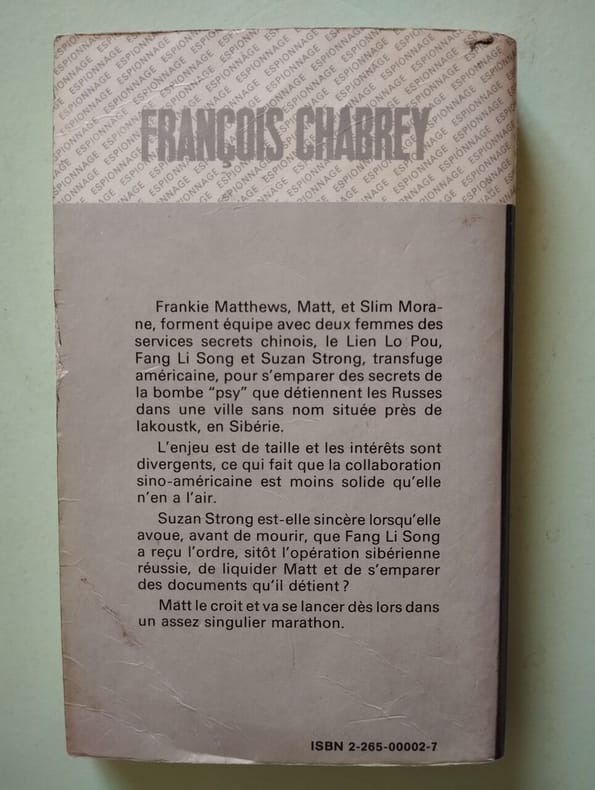 ESPIONNAGE ESPIONNAGE ESPIONNAGE ESPIONNAGE ESPIONNAGE
FRANÇOIS CHABREY
Frankie Matthews, Matt, et Slim Mora-
ne, forment équipe avec deux femmes des
services secrets chinois, le Lien Lo Pou,
Fang Li Song et Suzan Strong, transfuge
américaine, pour s'emparer des secrets de
la bombe "psy" que détiennent les Russes
dans une ville sans nom située près de
Iakoustk, en Sibérie.
L'enjeu est de taille et les intérêts sont
divergents, ce qui fait que la collaboration
sino-américaine est moins solide qu'elle
n'en a l'air.
Suzan Strong est-elle sincère lorsqu'elle
avoue, avant de mourir, que Fang Li Song
a reçu l'ordre, sitôt l'opération sibérienne
réussie, de liquider Matt et de s'emparer
des documents qu'il détient ?
Matt le croit et va se lancer dès lors dans
un assez singulier marathon.
ISBN 2-265-00002-7